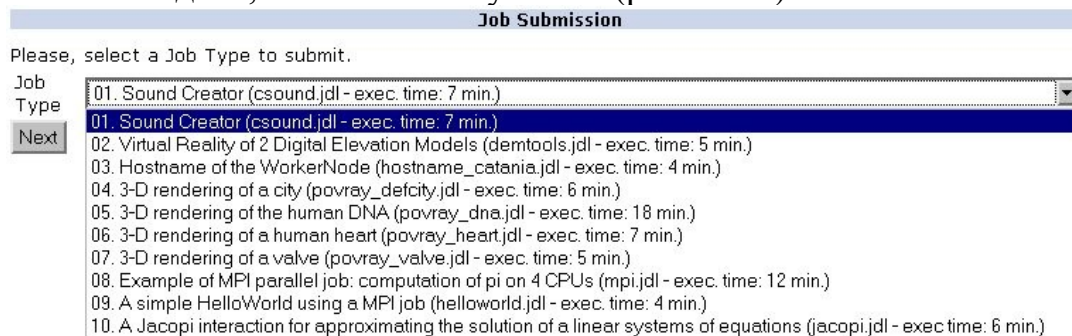 Job Submission
Please, select a Job Type to submit.
Job
Type
01. Sound Creator (csound.jdl - exec. time: 7 min.)
Next
01. Sound Creator (csound.jdl - exec. time: 7 min.)
02. Virtual Reality of 2 Digital Elevation Models (demtools.jdl - exec. time: 5 min.)
03. Hostname of the WorkerNode (hostname_catania.jdl - exec. time: 4 min.)
04. 3-D rendering of a city (povray_defcity.jdl - exec. time: 6 min.)
05. 3-D rendering of the human DNA (povray_dna.jdl - exec. time: 18 min.)
06. 3-D rendering of a human heart (povray_heart.jdl - exec. time: 7 min.)
07. 3-D rendering of a valve (povray_valve.jdl - exec. time: 5 min.)
08. Example of MPI parallel job: computation of pi on 4 CPUs (mpi.jdl - exec. time: 12 min.)
09. A simple HelloWorld using a MPI job (helloworld.jdl - exec. time: 4 min.)
10. A Jacopi interaction for approximating the solution of a linear systems of equations (jacopi.jdl - exec time: 6 min.)